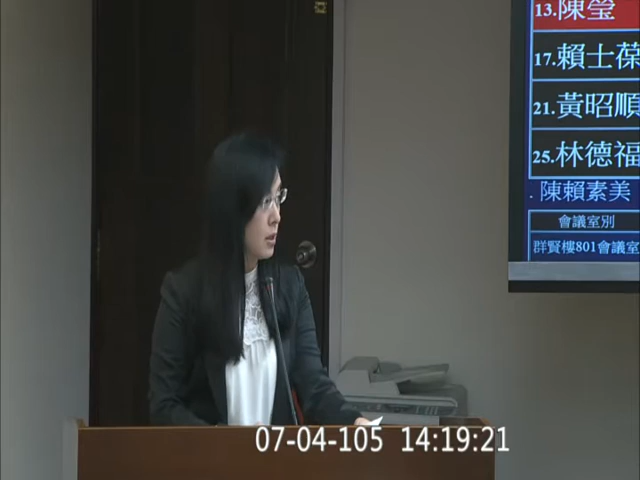 13.陳瑩
17.賴士葆
21.黃昭順
25.林德福
陳賴素美
會議室別
群賢樓801會議室
07-04-105 14:19:21